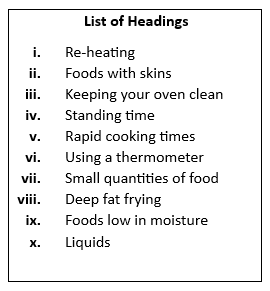 List of Headings
i. Re-heating
ii. Foods with skins
iii. Keeping your oven clean
iv. Standing time
v. Rapid cooking times
vi. Using a thermometer
vii. Small quantities of food
viii. Deep fat frying
ix. Foods low in moisture
x. Liquids